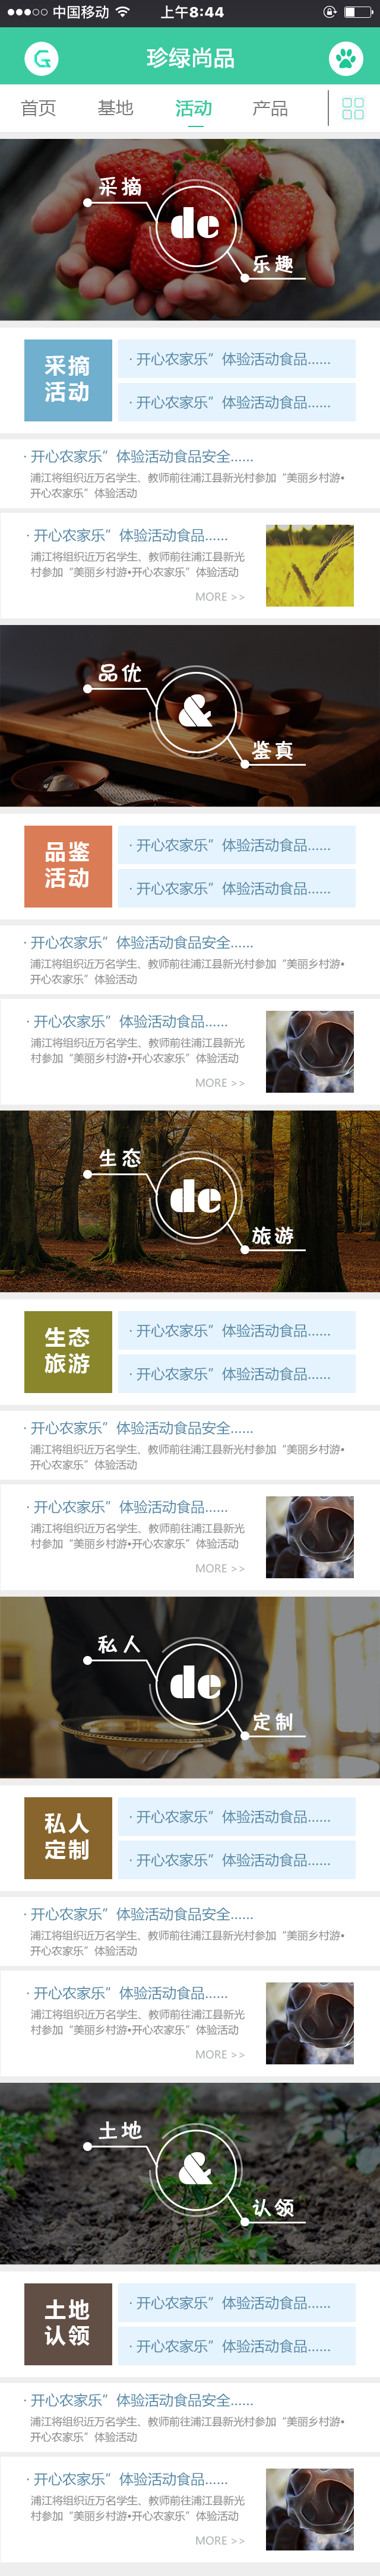 中国移动 上午8:44
G 珍绿尚品
首页 基地 活动 产品
采摘
de
乐趣
采摘
活动
· 开心农家乐”体验活动食品......
· 开心农家乐”体验活动食品......
· 开心农家乐”体验活动食品安全......
浦江将组织近万名学生、教师前往浦江县新光村参加“美丽乡村游•
开心农家乐”体验活动
· 开心农家乐”体验活动食品......
浦江将组织近万名学生、教师前往浦江县新光
村参加“美丽乡村游•开心农家乐”体验活动
MORE >>
品优
&
鉴真
品鉴
活动
· 开心农家乐”体验活动食品......
· 开心农家乐”体验活动食品......
· 开心农家乐”体验活动食品安全......
浦江将组织近万名学生、教师前往浦江县新光村参加“美丽乡村游•
开心农家乐”体验活动
· 开心农家乐”体验活动食品......
浦江将组织近万名学生、教师前往浦江县新光
村参加“美丽乡村游•开心农家乐”体验活动
MORE >>
生态
de
旅游
生态
旅游
· 开心农家乐”体验活动食品......
· 开心农家乐”体验活动食品......
· 开心农家乐”体验活动食品安全......
浦江将组织近万名学生、教师前往浦江县新光村参加“美丽乡村游•
开心农家乐”体验活动
· 开心农家乐”体验活动食品......
浦江将组织近万名学生、教师前往浦江县新光
村参加“美丽乡村游•开心农家乐”体验活动
MORE >>
私人
de
定制
私人
定制
· 开心农家乐”体验活动食品......
· 开心农家乐”体验活动食品......
· 开心农家乐”体验活动食品安全......
浦江将组织近万名学生、教师前往浦江县新光村参加“美丽乡村游•
开心农家乐”体验活动
· 开心农家乐”体验活动食品......
浦江将组织近万名学生、教师前往浦江县新光
村参加“美丽乡村游•开心农家乐”体验活动
MORE >>
土地
&
认领
土地
认领
· 开心农家乐”体验活动食品......
· 开心农家乐”体验活动食品......
· 开心农家乐”体验活动食品安全......
浦江将组织近万名学生、教师前往浦江县新光村参加“美丽乡村游•
开心农家乐”体验活动
· 开心农家乐”体验活动食品......
浦江将组织近万名学生、教师前往浦江县新光
村参加“美丽乡村游•开心农家乐”体验活动
MORE >>